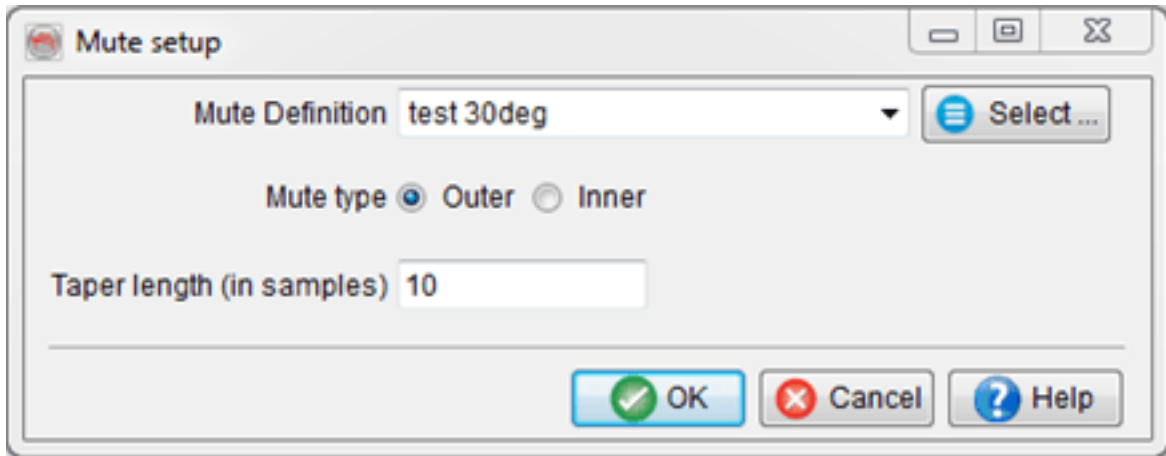 Mute setup
Mute Definition test 30deg Select ...
Mute type Outer Inner
Taper length (in samples) 10
OK Cancel Help